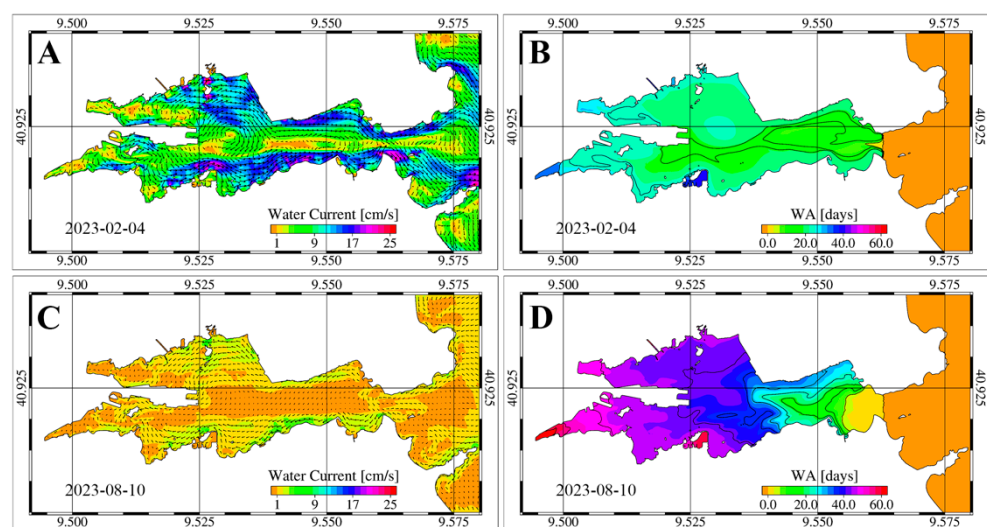 9.500 9.525 9.550 9.575 9.500 9.525 9.550 9.575
A B
40.925 40.925
2023-02-04 Water Current [cm/s] 2023-02-04 WA [days]
1 9 17 25 0.0 20.0 40.0 60.0
9.500 9.525 9.550 9.575 9.500 9.525 9.550 9.575
9.500 9.525 9.550 9.575 9.500 9.525 9.550 9.575
C D
40.925 40.925 40.925 40.925
2023-08-10 Water Current [cm/s] 2023-08-10 WA [days]
1 9 17 25 0.0 20.0 40.0 60.0
9.500 9.525 9.550 9.575 9.500 9.525 9.550 9.575